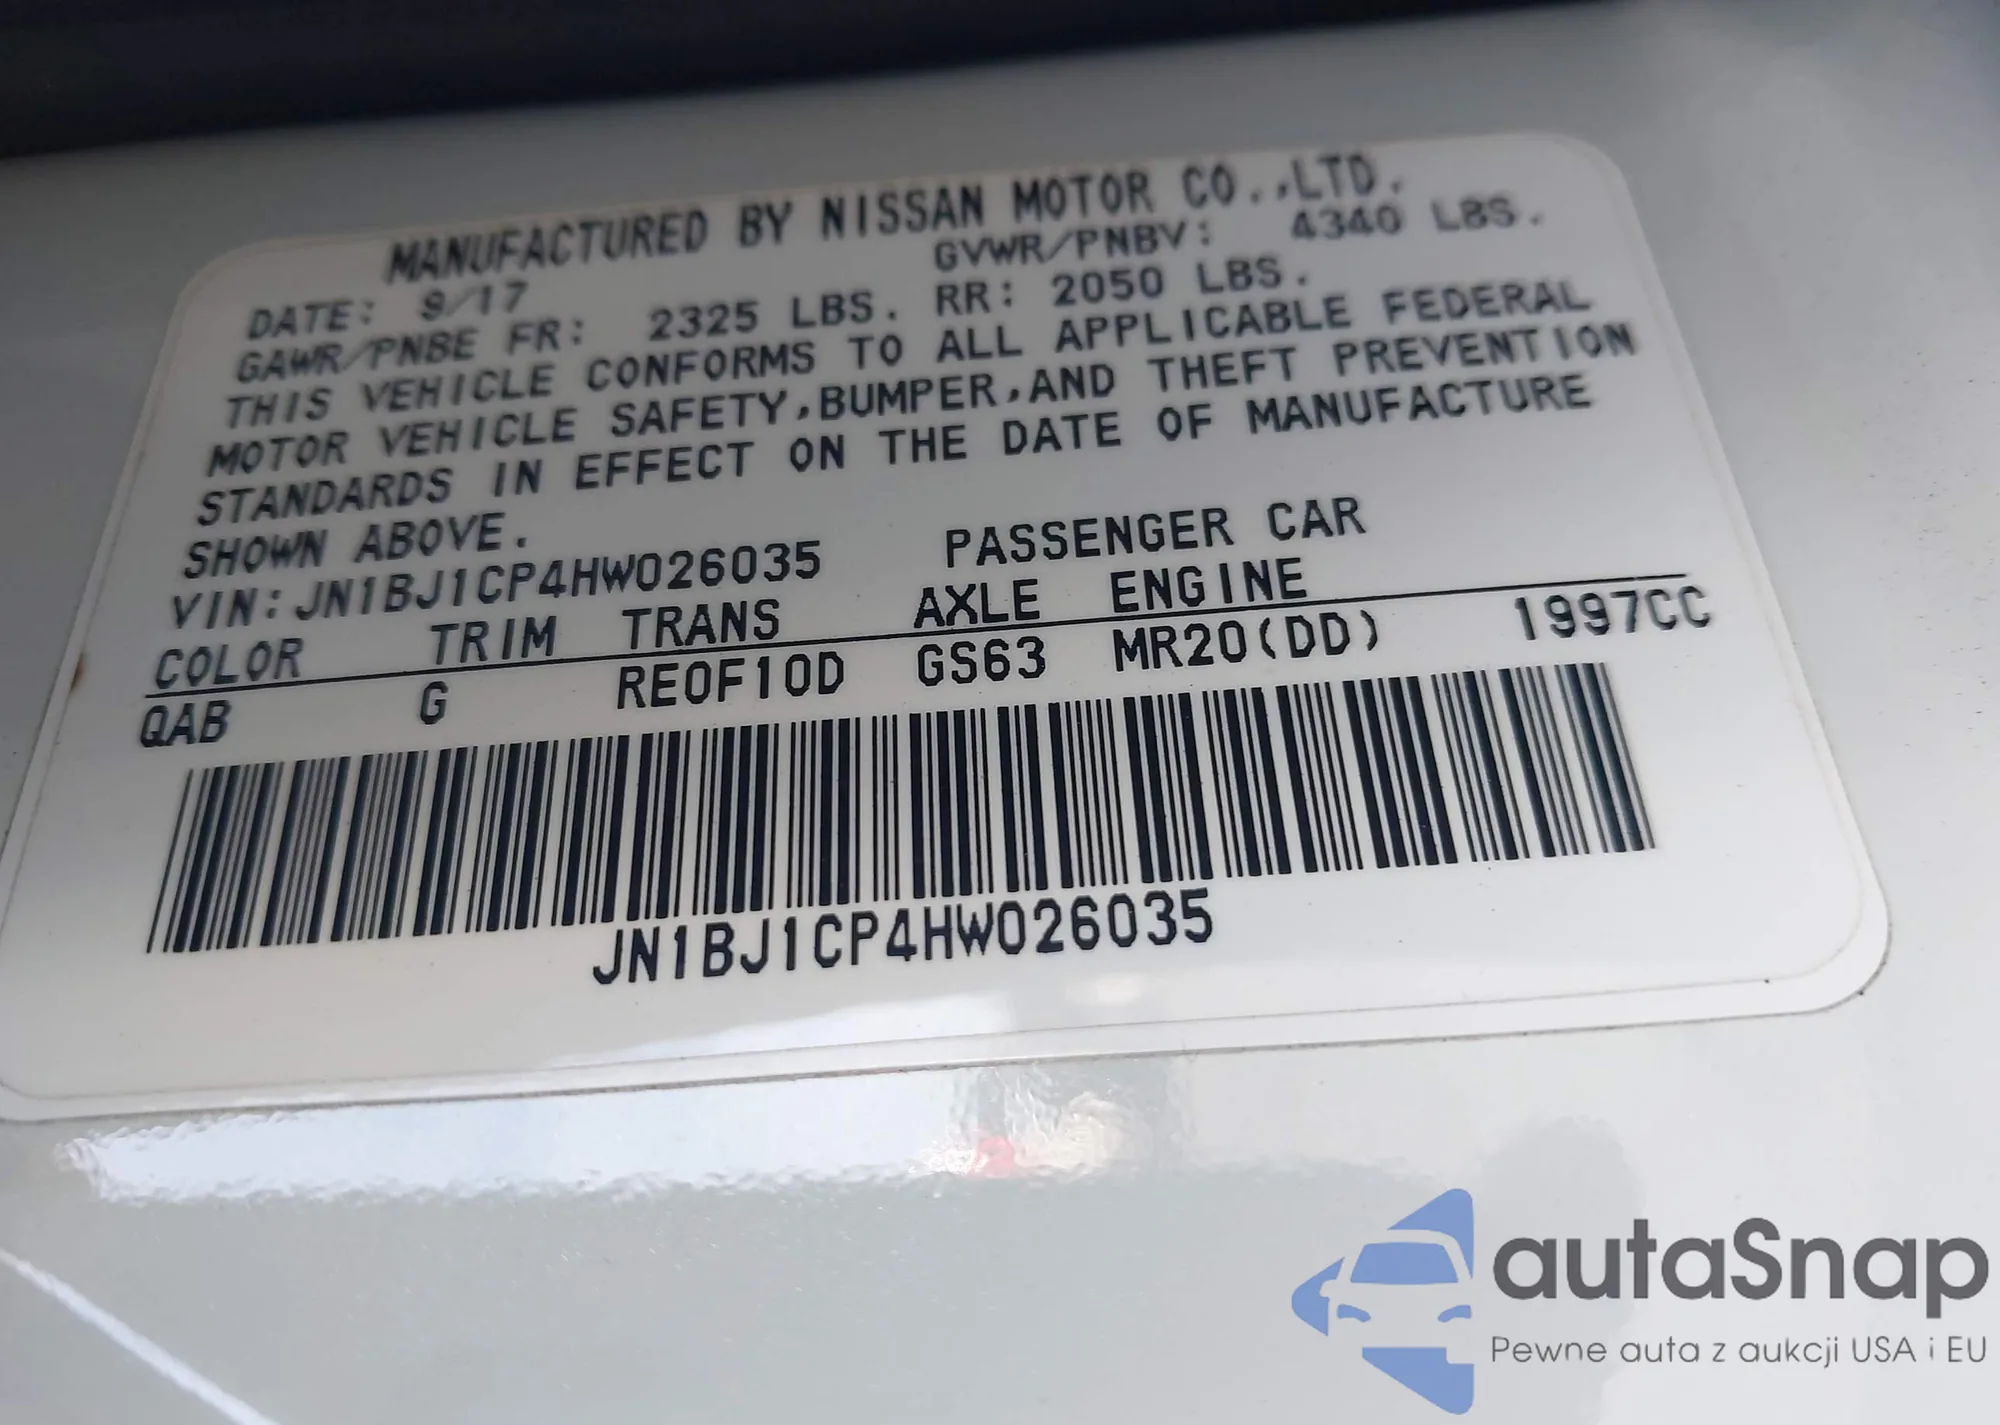 MANUFACTURED BY NISSAN MOTOR CO.,LTD.
DATE: 9/17 GVWR/PNBV: 4340 LBS.
GAWR/PNBE FR: 2325 LBS. RR: 2050 LBS.
THIS VEHICLE CONFORMS TO ALL APPLICABLE FEDERAL
MOTOR VEHICLE SAFETY,BUMPER,AND THEFT PREVENTION
STANDARDS IN EFFECT ON THE DATE OF MANUFACTURE
SHOWN ABOVE.
VIN:JN1BJ1CP4HW026035 PASSENGER CAR
COLOR TRIM TRANS AXLE ENGINE
QAB G RE0F10D GS63 MR20(DD) 1997CC
JN1BJ1CP4HW026035
autaSnap
Pewne auta z aukcji USA i EU